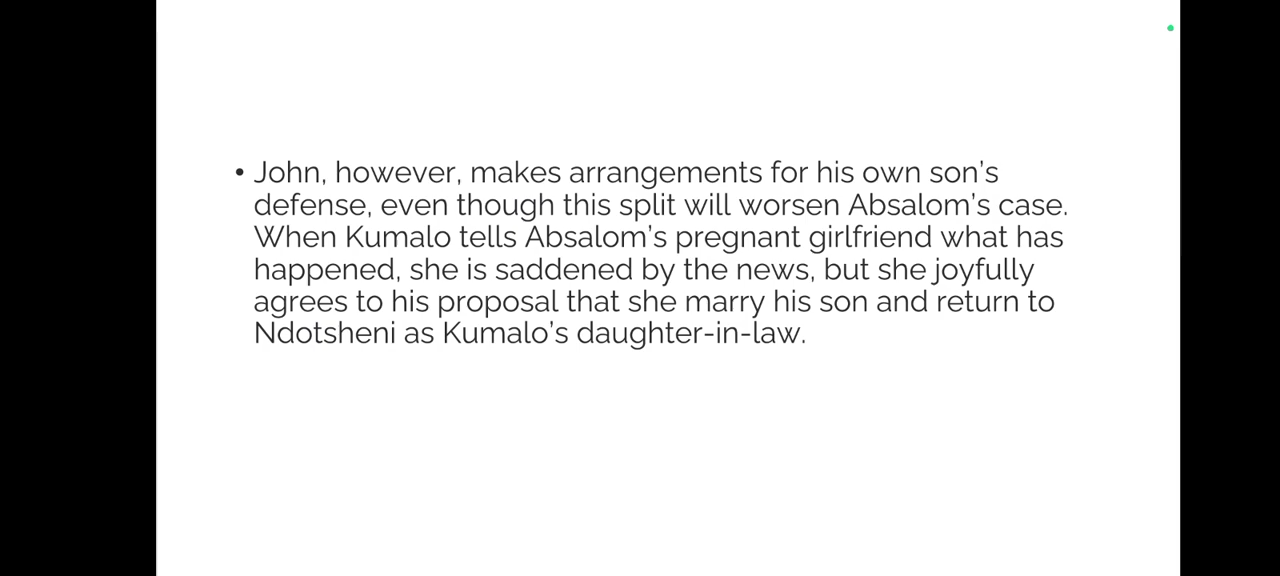 • John, however, makes arrangements for his own son’s
defense, even though this split will worsen Absalom’s case.
When Kumalo tells Absalom’s pregnant girlfriend what has
happened, she is saddened by the news, but she joyfully
agrees to his proposal that she marry his son and return to
Ndotsheni as Kumalo’s daughter-in-law.